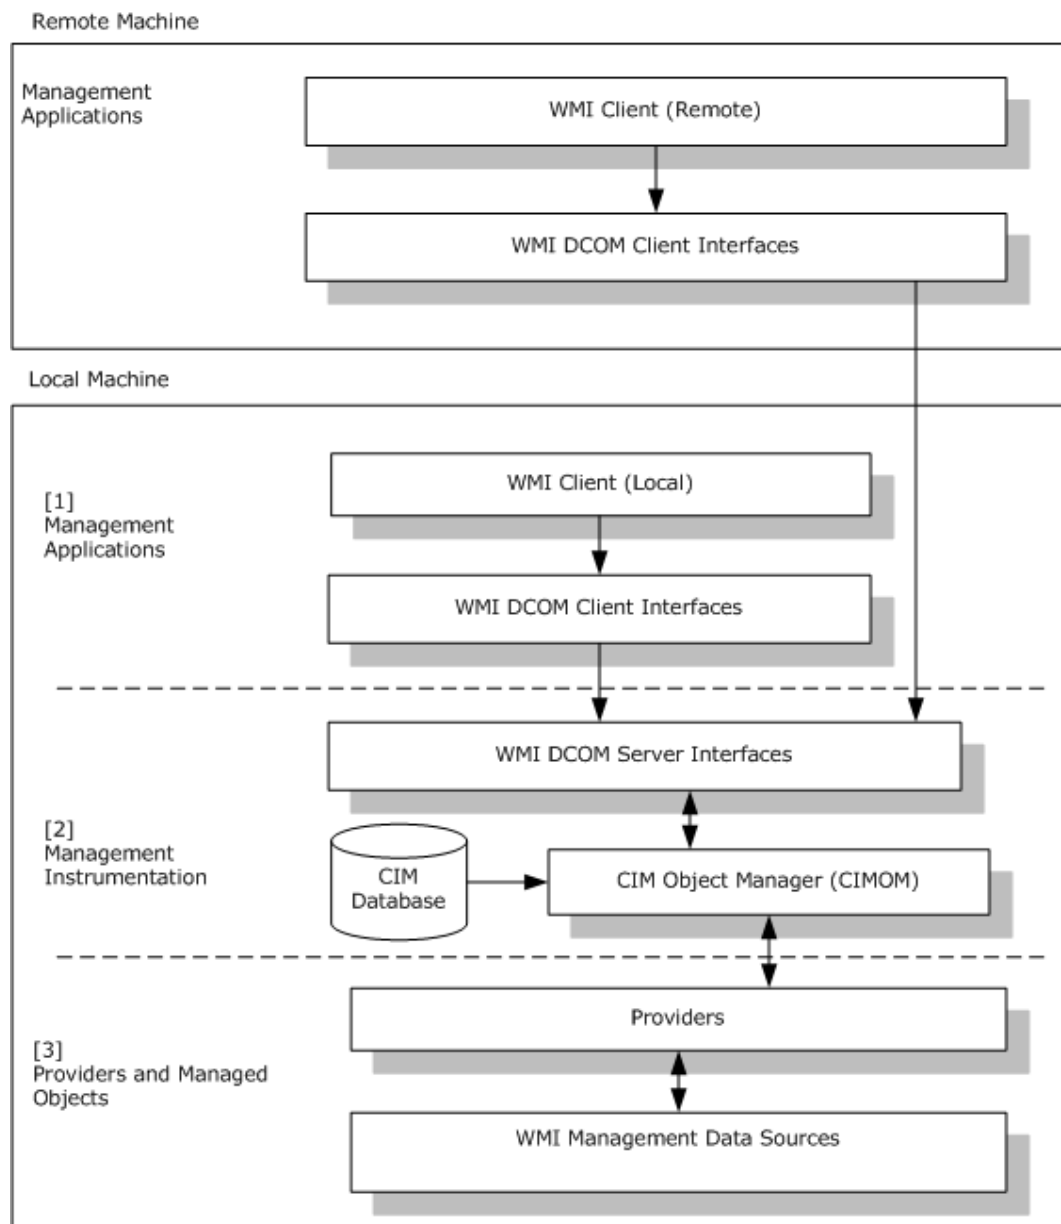 Remote Machine
Management
Applications
WMI Client (Remote)
WMI DCOM Client Interfaces
Local Machine
[1]
Management
Applications
WMI Client (Local)
WMI DCOM Client Interfaces
[2]
Management
Instrumentation
WMI DCOM Server Interfaces
CIM
Database
CIM Object Manager (CIMOM)
[3]
Providers and Managed
Objects
Providers
WMI Management Data Sources